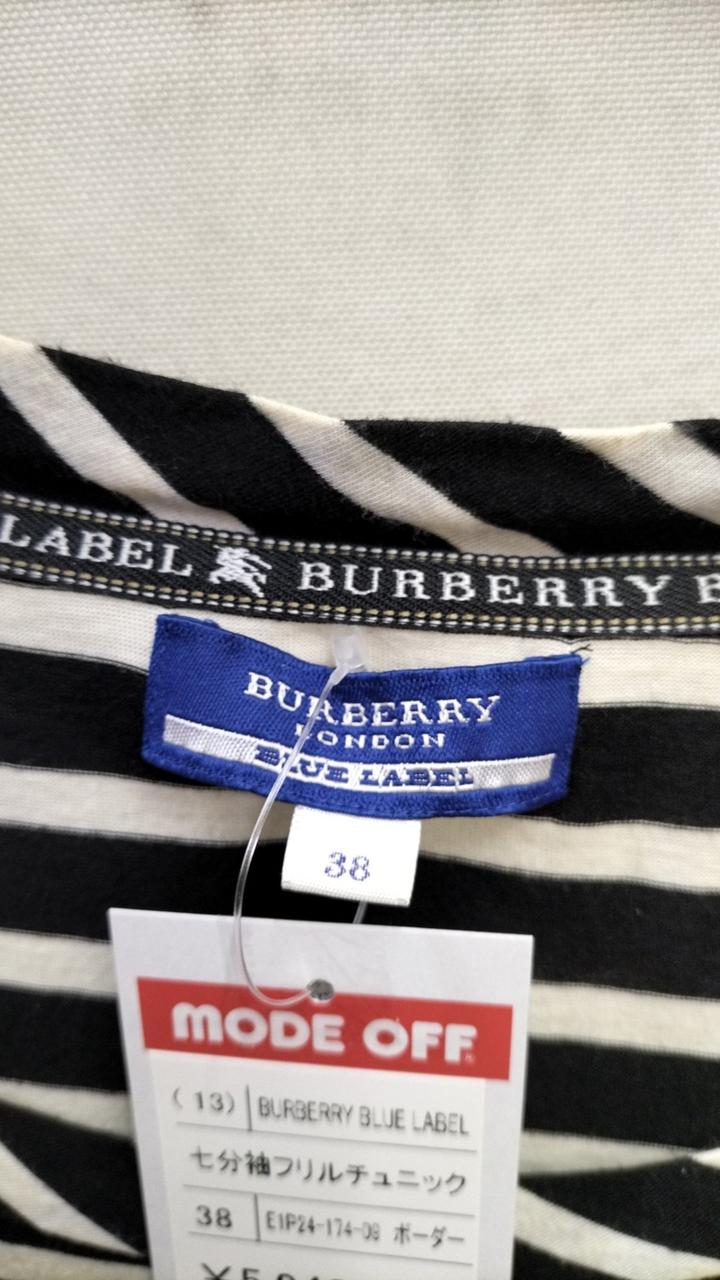 LABEL BURBERRY B
BURBERRY
LONDON
BLUE LABEL
38
MODE OFF
(13) BURBERRY BLUE LABEL
七分袖フリルチュニック
38 E1P24-174-09 ボーダー